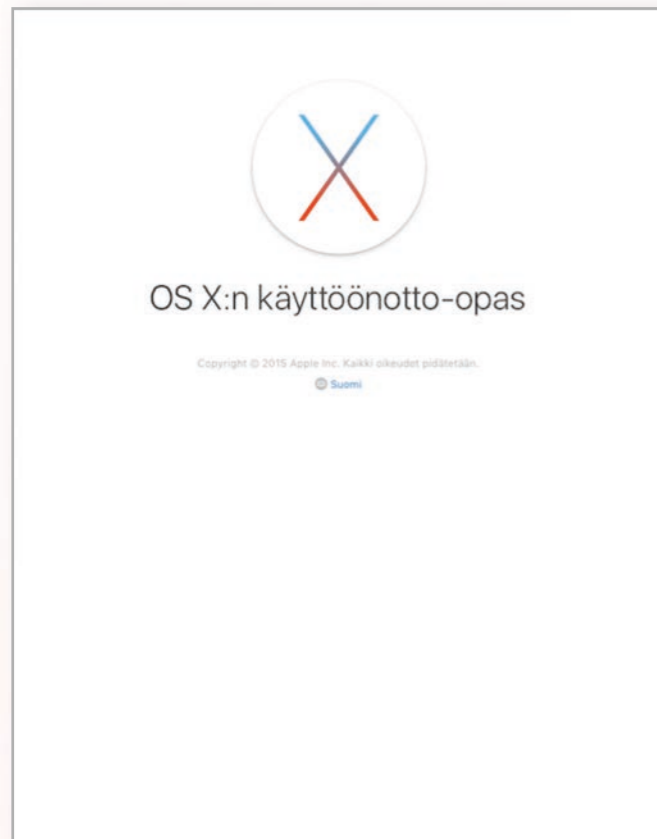 OS X:n käyttöönotto-opas
Copyright © 2015 Apple Inc. Kaikki oikeudet pidätetään.
Suomi